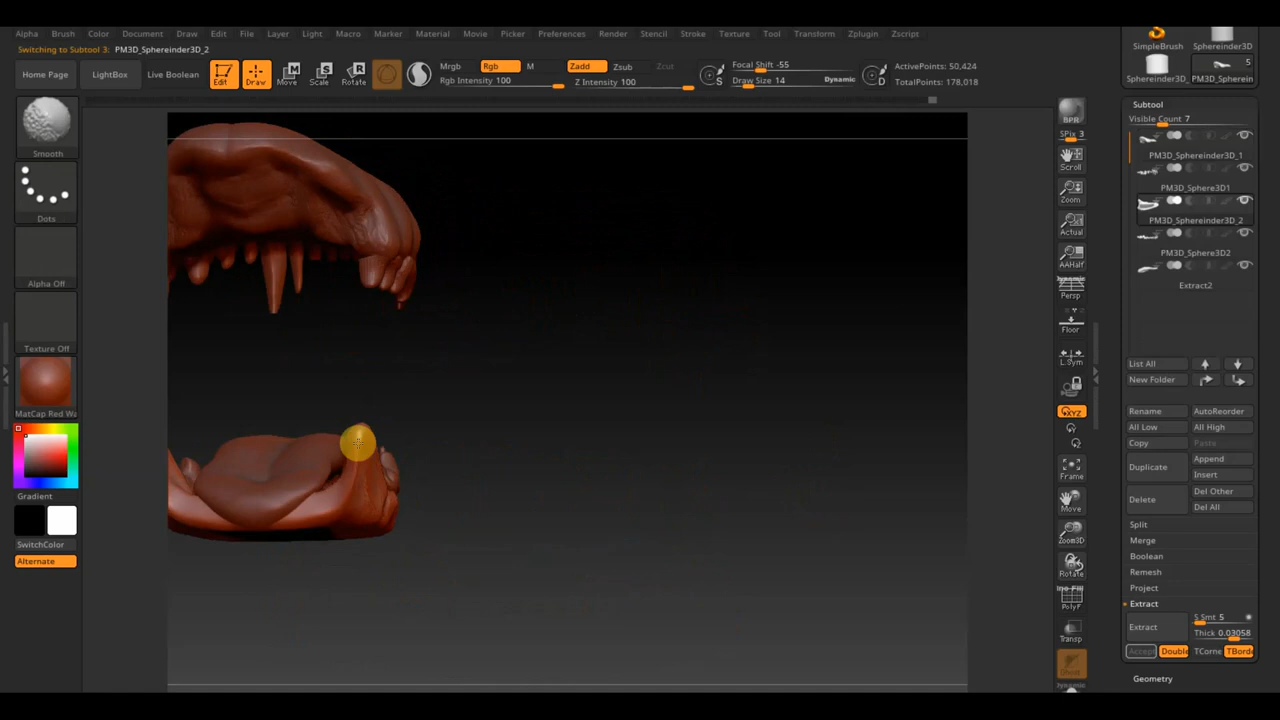 Alpha Brush Color Document Draw Edit File Layer Light Macro Marker Material Movie Picker Preferences Render Stencil Stroke Texture Tool Transform Zplugin Zscript
Switching to Subtool 3: PM3D_Sphereinder3D_2
Home Page LightBox Live Boolean Edit Draw Move Scale Rotate
Mrgb Rgb M
Rgb Intensity 100
Zadd Zsub Zcut
Z Intensity 100
S
Focal Shift -55
Draw Size 14 Dynamic
D
ActivePoints: 50,424
TotalPoints: 178,018
Smooth
Dots
Alpha Off
Texture Off
MatCap Red Wa
Gradient
SwitchColor
Alternate
BPR
SPix 3
Scroll
Zoom
Actual
AAHalf
Dynamic
Persp
Floor
L.Sym
XYZ
Frame
Move
Zoom3D
Rotate
PolyF
Transp
Dynamic
SimpleBrush Sphereinder3D
Sphereinder3D_ PM3D_Spherein
5
Subtool
Visible Count 7
PM3D_Sphereinder3D_1
PM3D_Sphere3D1
PM3D_Sphereinder3D_2
PM3D_Sphere3D2
Extract2
List All
New Folder
Rename AutoReorder
All Low All High
Copy Paste
Duplicate Append
Insert
Delete Del Other
Del All
Split
Merge
Boolean
Remesh
Project
Extract
Extract S Smt 5
Thick 0.03058
Accept Double TCorne TBorde
Geometry